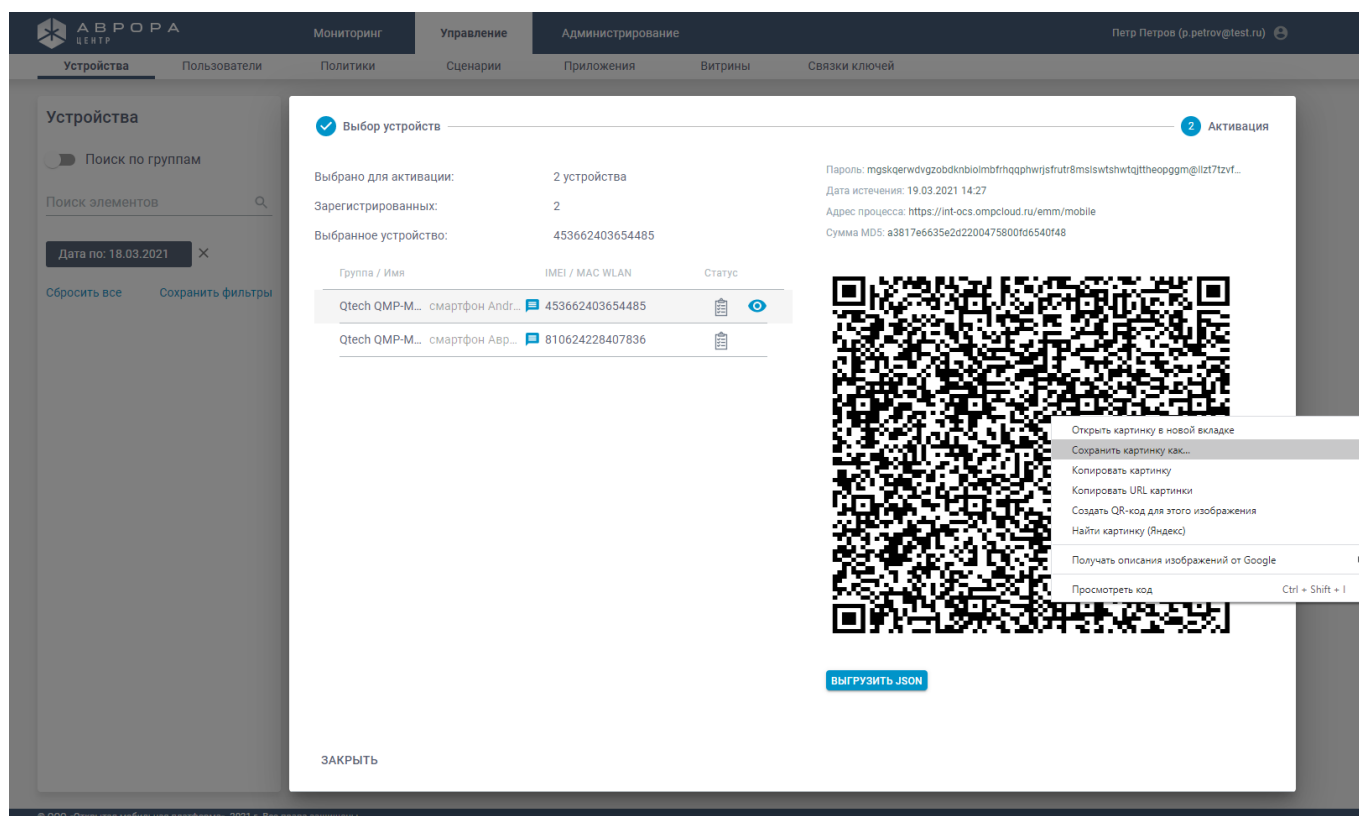 АВРОРА
ЦЕНТР
Мониторинг Управление Администрирование Петр Петров (p.petrov@test.ru)
Устройства Пользователи Политики Сценарии Приложения Витрины Связки ключей
Устройства
Поиск по группам
Поиск элементов
Дата по: 18.03.2021
Сбросить все Сохранить фильтры
Выбор устройств 2 Активация
Выбрано для активации: 2 устройства
Зарегистрированных: 2
Выбранное устройство: 453662403654485
Группа / Имя IMEI / MAC WLAN Статус
Qtech QMP-M... смартфон Andr... 453662403654485
Qtech QMP-M... смартфон Авр... 810624228407836
Пароль: mgskqerwdvgzobdknbiolmbfrhqqphwrjsfrutr8mslswtshwtqjttheopggm@llzt7tzvf...
Дата истечения: 19.03.2021 14:27
Адрес процесса: https://int-ocs.ompcloud.ru/emm/mobile
Сумма MD5: a3817e6635e2d2200475800fd6540f48
Открыть картинку в новой вкладке
Сохранить картинку как...
Копировать картинку
Копировать URL картинки
Создать QR-код для этого изображения
Найти картинку (Яндекс)
Получать описания изображений от Google
Просмотреть код Ctrl + Shift + I
ВЫГРУЗИТЬ JSON
ЗАКРЫТЬ